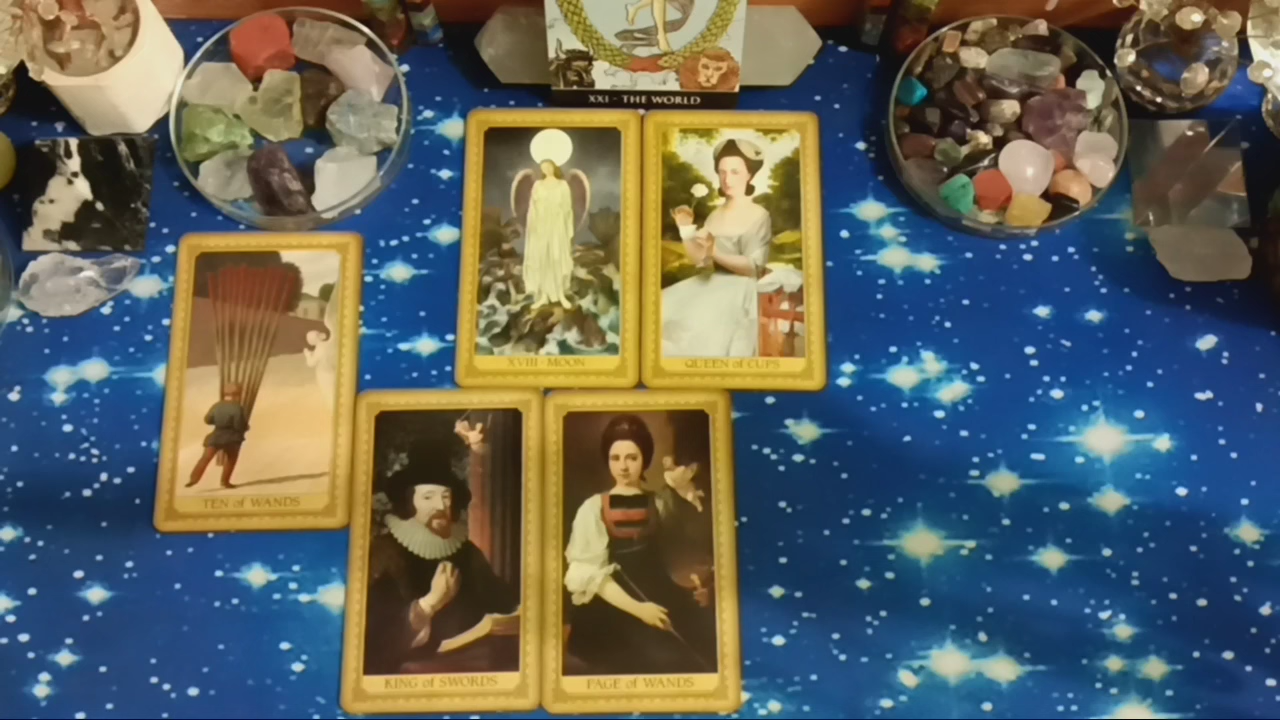 XXI - THE WORLD
XVIII - MOON
QUEEN of CUPS
TEN of WANDS
KING of SWORDS
PAGE of WANDS